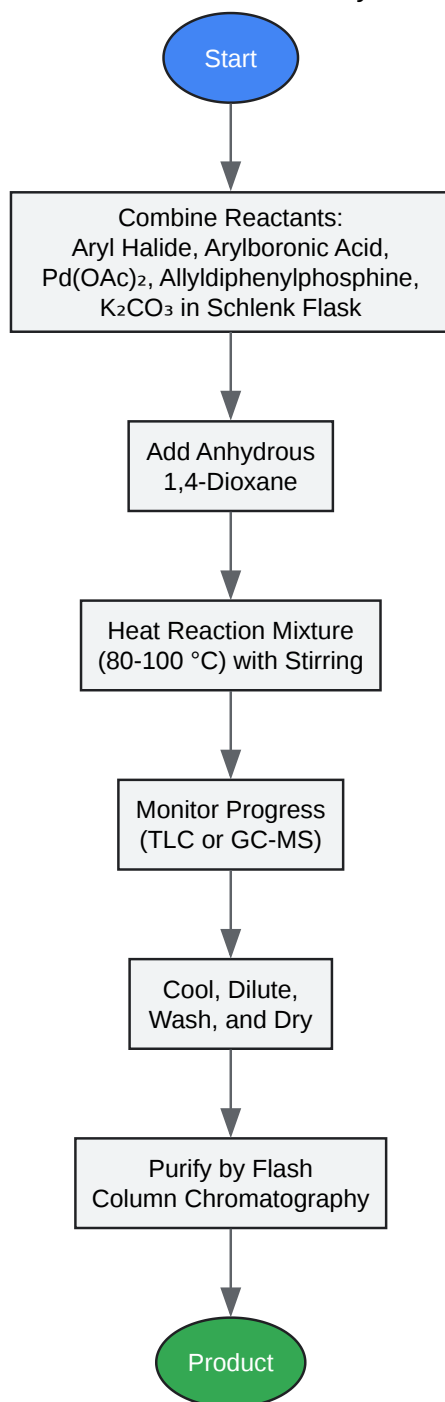 Start
Combine Reactants:
Aryl Halide, Arylboronic Acid,
Pd(OAc)₂, Allyldiphenylphosphine,
K₂CO₃ in Schlenk Flask
Add Anhydrous
1,4-Dioxane
Heat Reaction Mixture
(80-100 °C) with Stirring
Monitor Progress
(TLC or GC-MS)
Cool, Dilute,
Wash, and Dry
Purify by Flash
Column Chromatography
Product